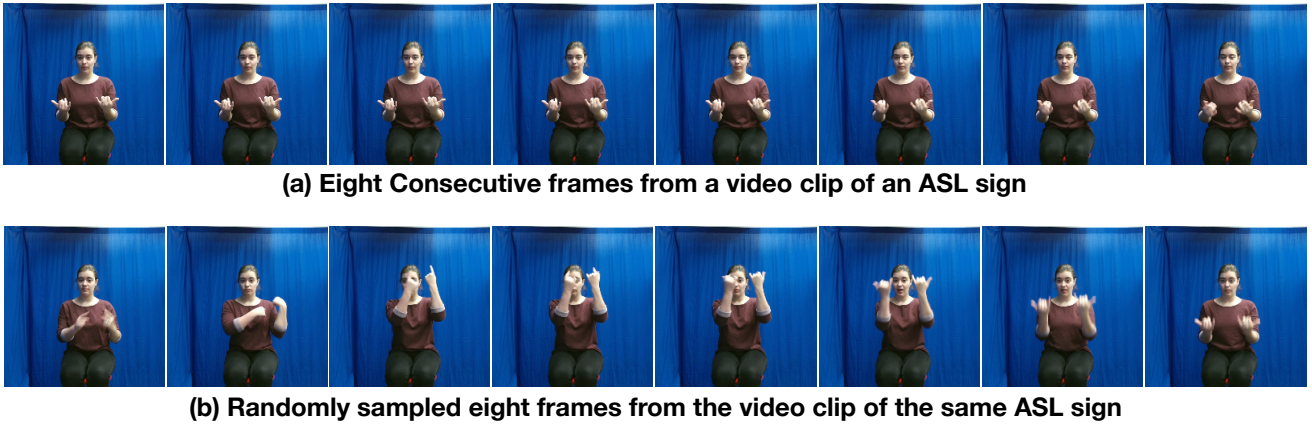 (a) Eight Consecutive frames from a video clip of an ASL sign
(b) Randomly sampled eight frames from the video clip of the same ASL sign